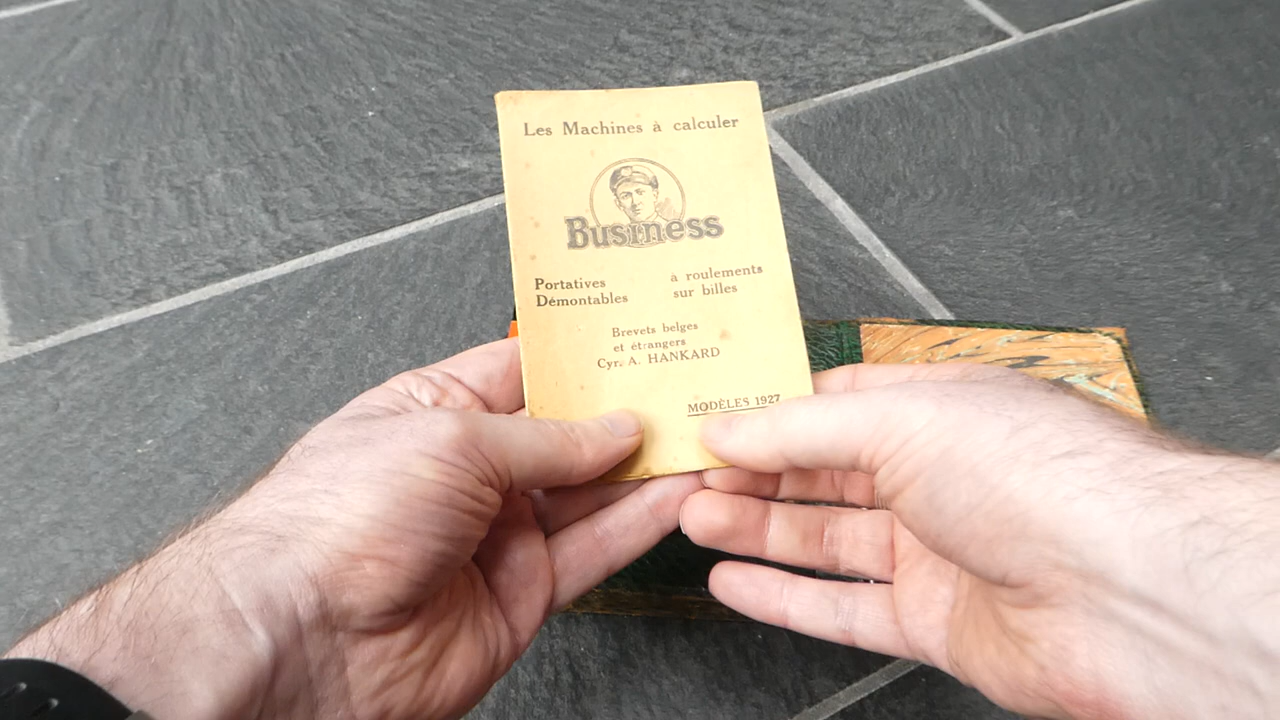 Les Machines à calculer
Business
Portatives
Démontables
à roulements
sur billes
Brevets belges
et étrangers
Cyr. A. HANKARD
MODÈLES 1927